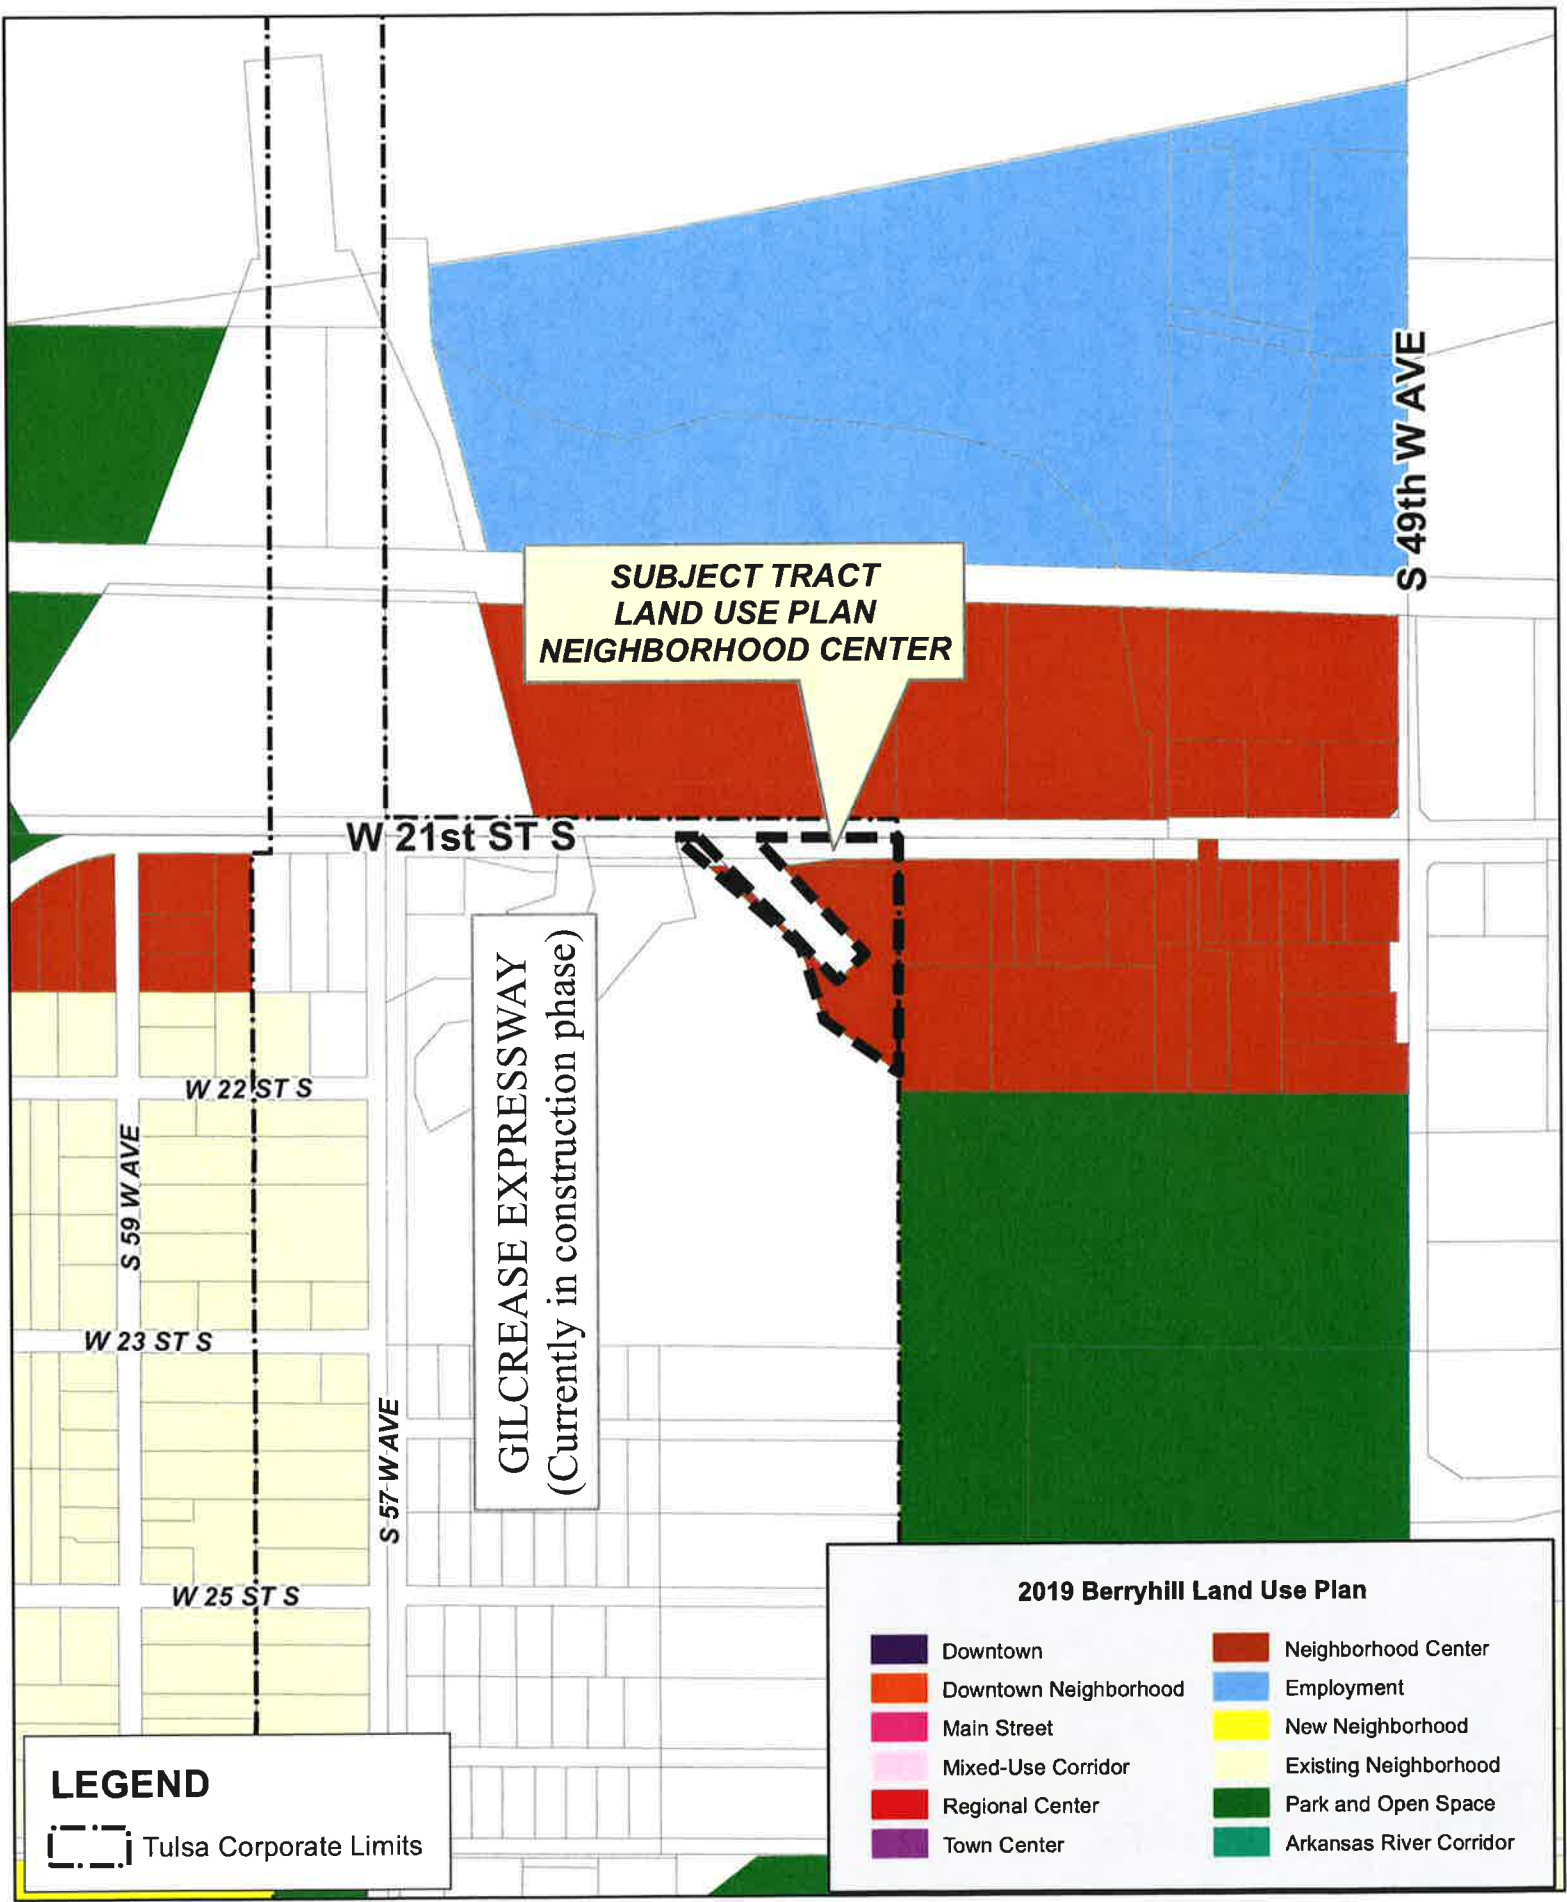 S 49th W AVE
SUBJECT TRACT
LAND USE PLAN
NEIGHBORHOOD CENTER
W 21st ST S
GILCREASE EXPRESSWAY
(Currently in construction phase)
W 22 ST S
S 59 W AVE
W 23 ST S
S 57 W AVE
W 25 ST S
LEGEND
Tulsa Corporate Limits
2019 Berryhill Land Use Plan
Downtown
Downtown Neighborhood
Main Street
Mixed-Use Corridor
Regional Center
Town Center
Neighborhood Center
Employment
New Neighborhood
Existing Neighborhood
Park and Open Space
Arkansas River Corridor